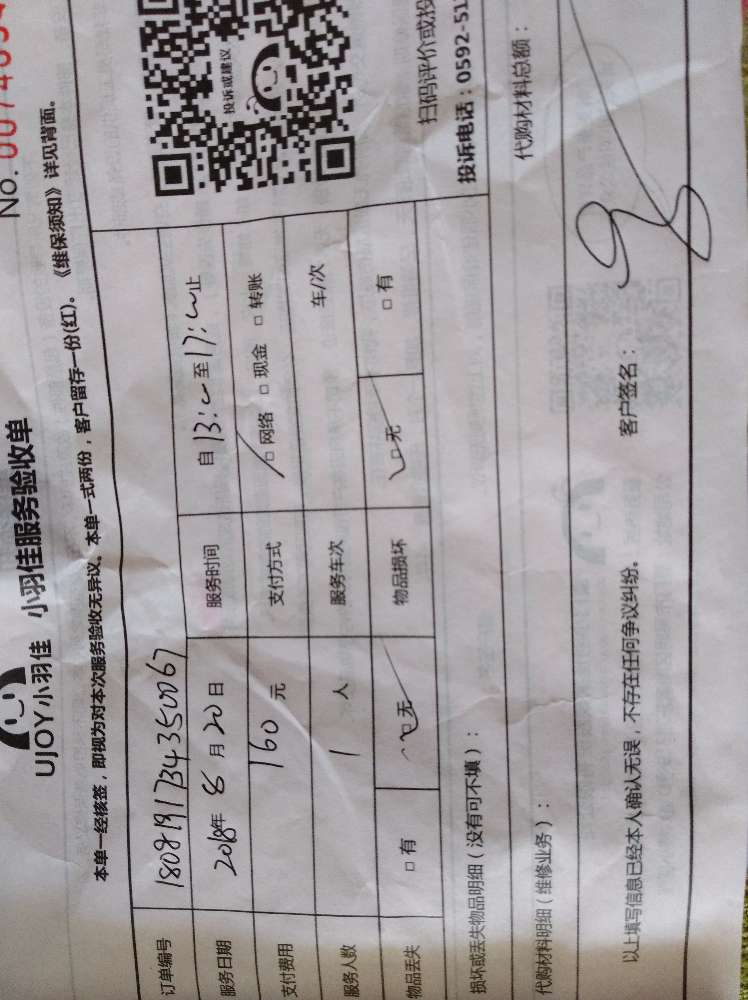 No.
UJOY小羽佳 小羽佳服务验收单
本单一经核签，即视为对本次服务验收无异议。本单一式两份，客户留存一份(红)。《维保须知》详见背面。
订单编号 1808191734350067
服务日期 2018年 8月20日 服务时间 自13:~至17:~止
支付费用 160元 支付方式 □网络 □现金 □转账
服务人数 1 人 服务车次 车/次
物品丢失 □有 □无 物品损坏 □无 □有
投诉或建议
扫码评价或投
投诉电话：0592-51
损坏或丢失物品明细（没有可不填）：
代购材料明细（维修业务）： 代购材料总额：
以上填写信息已经本人确认无误，不存在任何争议纠纷。 客户签名：